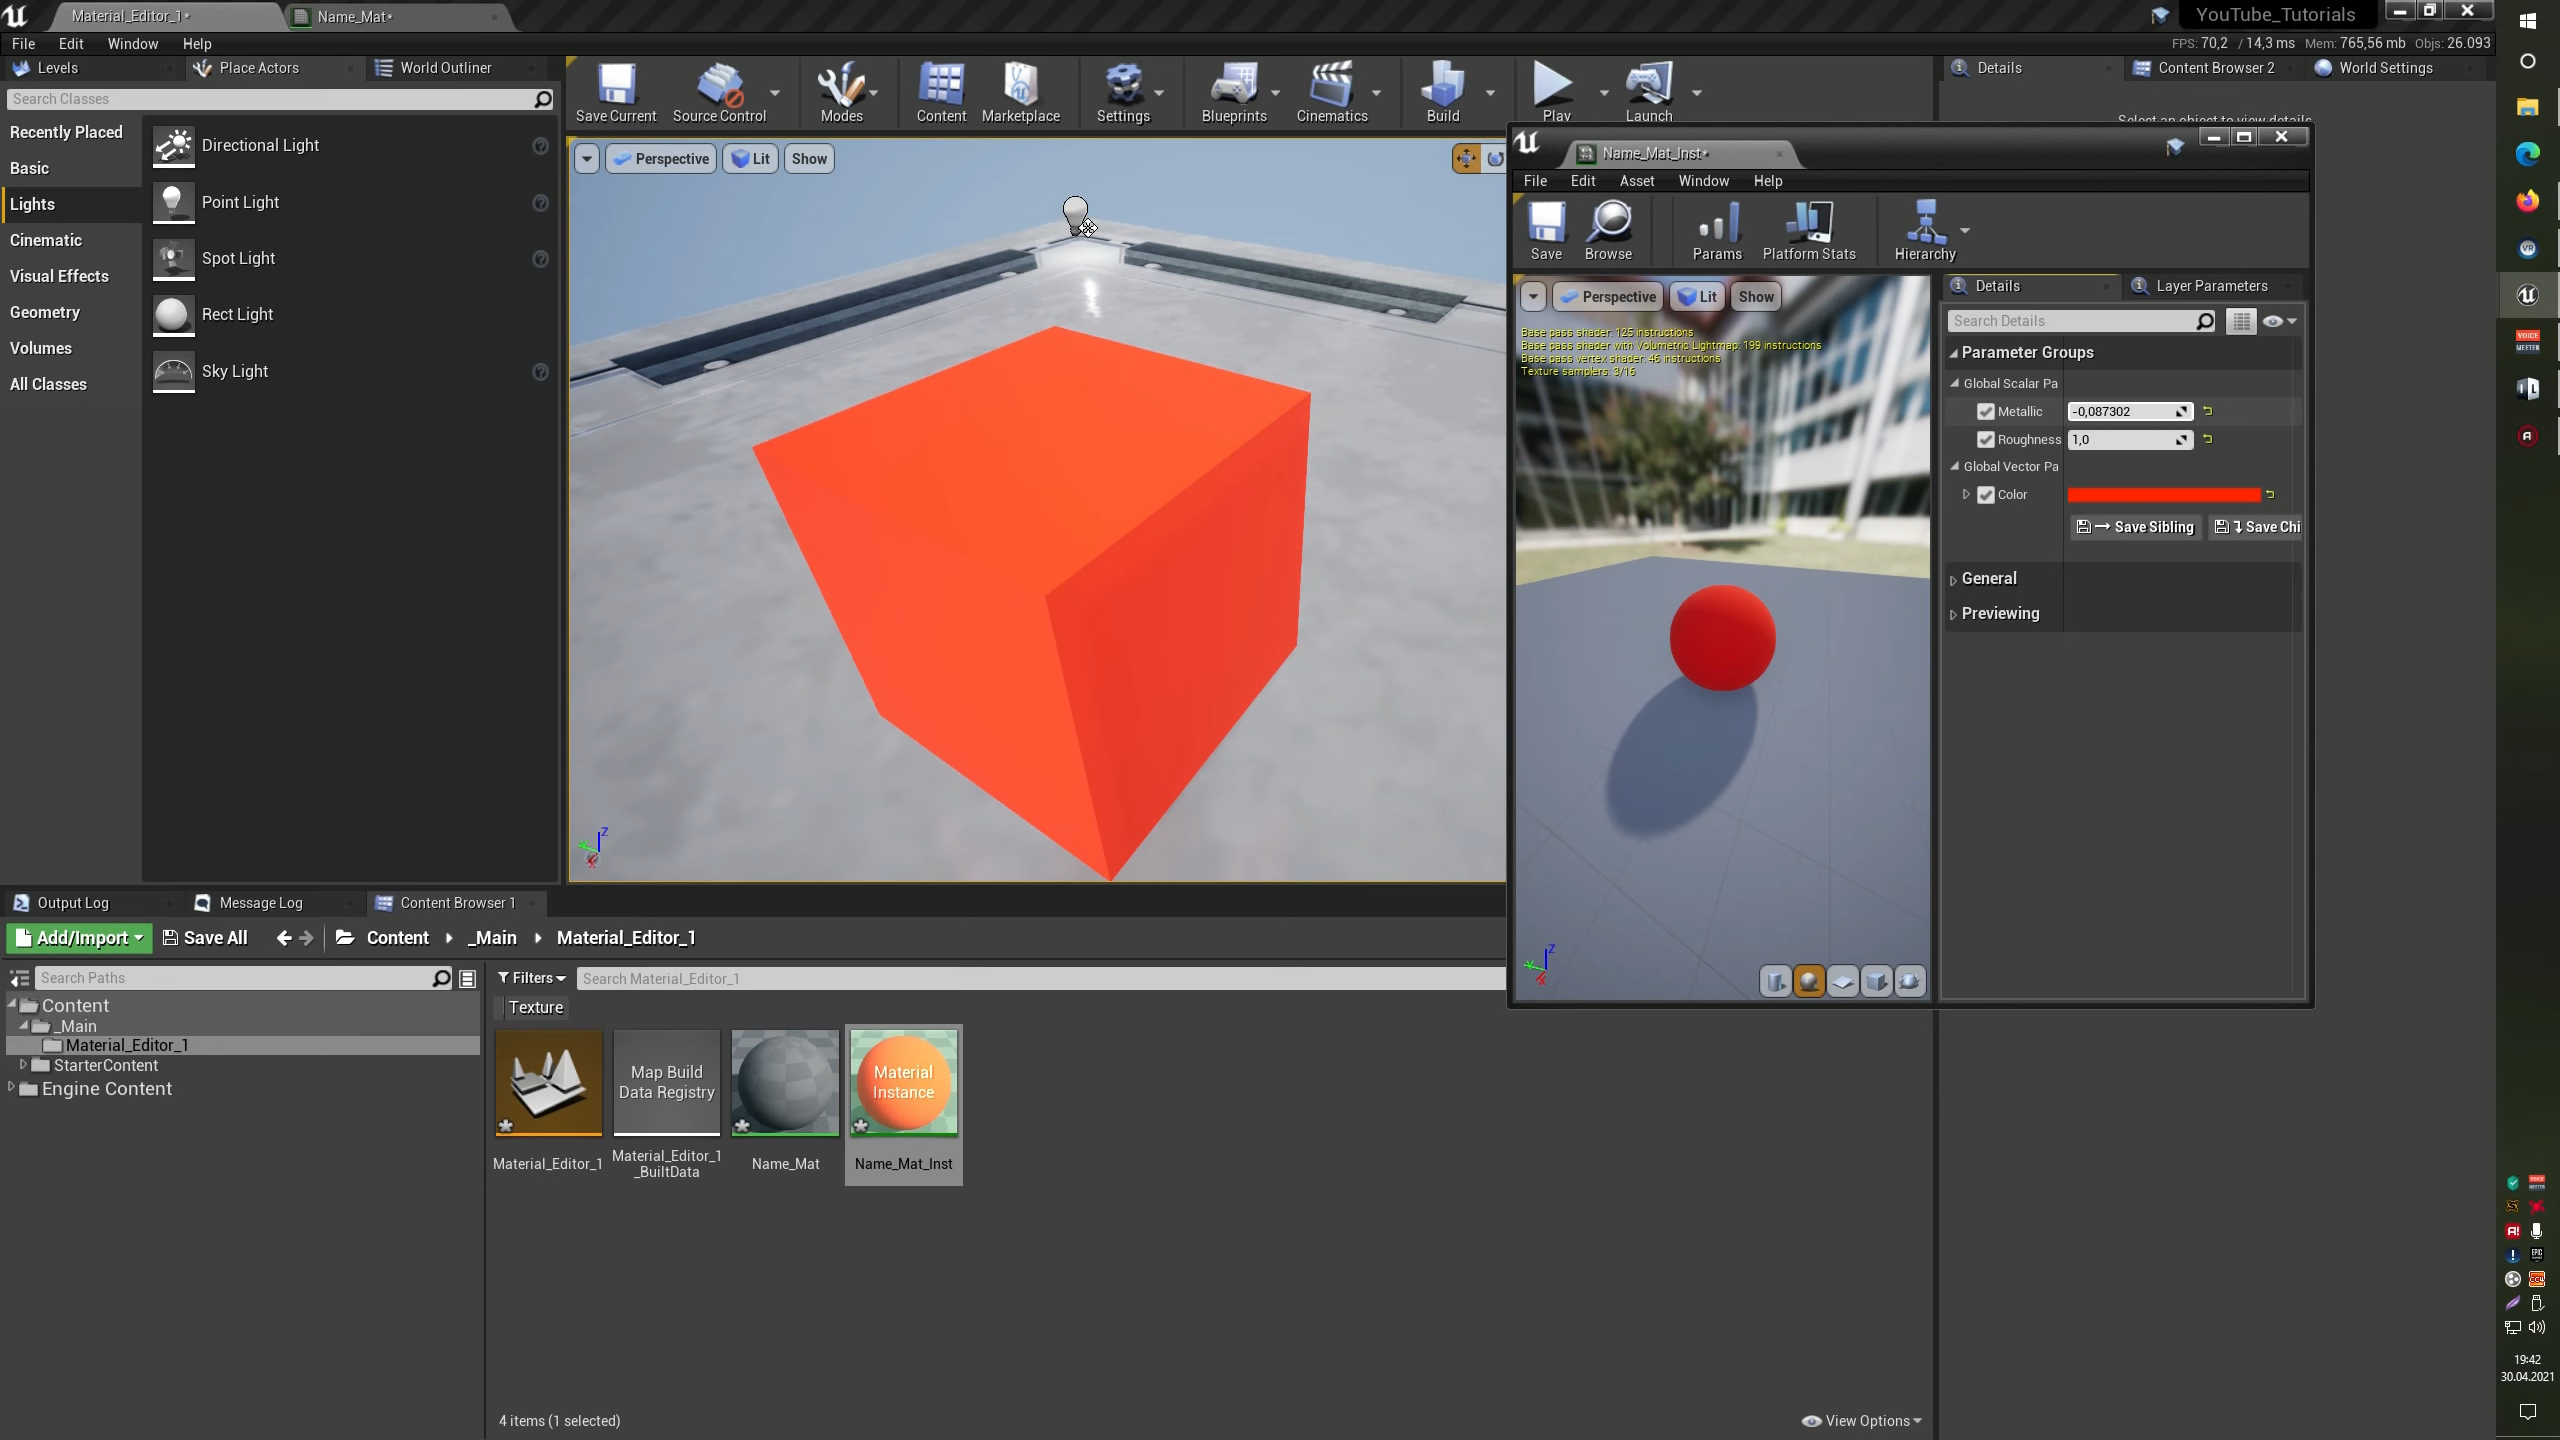 Material_Editor_1*
Name_Mat*
YouTube_Tutorials
File Edit Window Help
FPS: 70,2 / 14,3 ms Mem: 765,56 mb Objs: 26.093
Levels
Place Actors
World Outliner
Search Classes
Recently Placed
Basic
Lights
Cinematic
Visual Effects
Geometry
Volumes
All Classes
Directional Light
Point Light
Spot Light
Rect Light
Sky Light
Save Current
Source Control
Modes
Content
Marketplace
Settings
Blueprints
Cinematics
Build
Play
Launch
Perspective
Lit
Show
Details
Content Browser 2
World Settings
Select an object to view details
Name_Mat_Inst*
File Edit Asset Window Help
Save
Browse
Params
Platform Stats
Hierarchy
Perspective
Lit
Show
Base pass shader: 125 instructions
Base pass shader with Volumetric Lightmap: 199 instructions
Base pass vertex shader: 46 instructions
Texture samplers: 3/16
Z
X
Details
Layer Parameters
Search Details
Parameter Groups
Global Scalar Pa
Metallic
-0,087302
Roughness
1,0
Global Vector Pa
Color
Save Sibling
Save Chi
General
Previewing
Z
X
Output Log
Message Log
Content Browser 1
Add/Import
Save All
Content
_Main
Material_Editor_1
Search Paths
Content
_Main
Material_Editor_1
StarterContent
Engine Content
Filters
Search Material_Editor_1
Texture
Map Build
Data Registry
Material
Instance
Material_Editor_1
Material_Editor_1
_BuiltData
Name_Mat
Name_Mat_Inst
4 items (1 selected)
View Options
VR
VOICE
MEETER
EPIC
19:42
30.04.2021